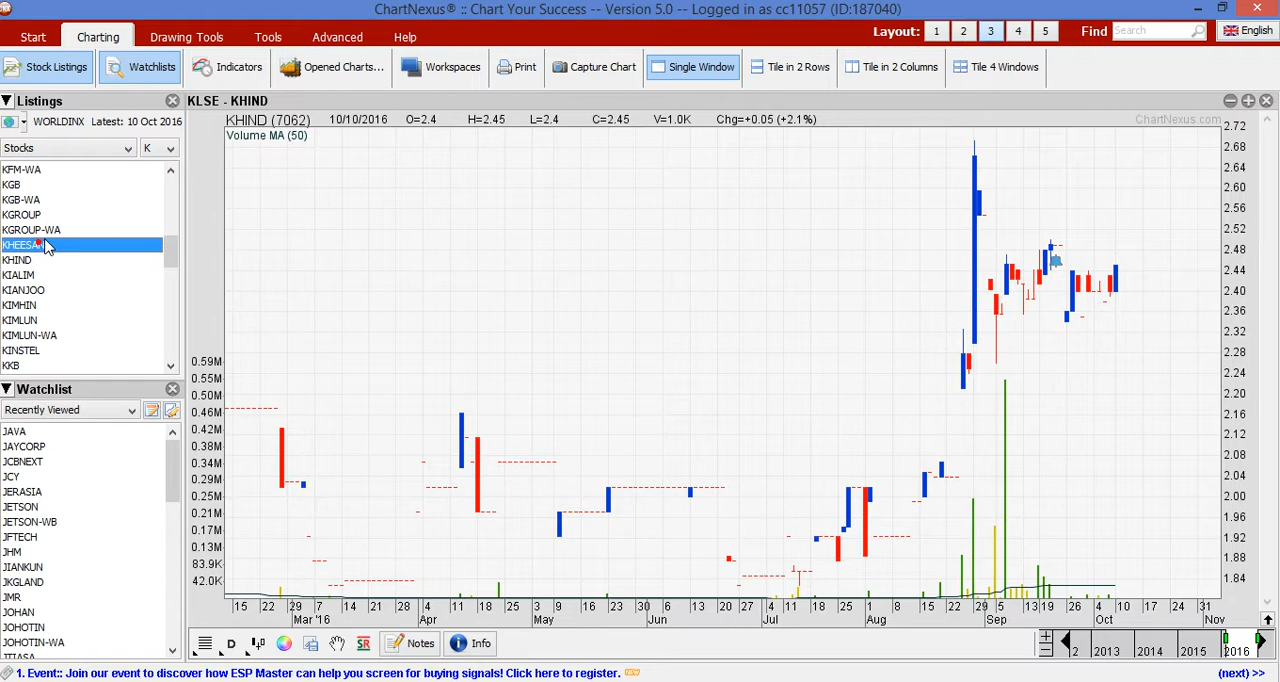 ChartNexus® :: Chart Your Success -- Version 5.0 -- Logged in as cc11057 (ID:187040)
Start Charting Drawing Tools Tools Advanced Help Layout: 1 2 3 4 5 Find Search English
Stock Listings Watchlists Indicators Opened Charts... Workspaces Print Capture Chart Single Window Tile in 2 Rows Tile in 2 Columns Tile 4 Windows
Listings
WORLDINX Latest: 10 Oct 2016
Stocks K
KFM-WA
KGB
KGB-WA
KGROUP
KGROUP-WA
KHIND
KIALIM
KIANJOO
KIMHIN
KIMLUN
KIMLUN-WA
KINSTEL
KKB
Watchlist
Recently Viewed
JAVA
JAYCORP
JCBNEXT
JCY
JERASIA
JETSON
JETSON-WB
JFTECH
JHM
JIANKUN
JKGLAND
JMR
JOHAN
JOHOTIN
JOHOTIN-WA
KLSE - KHIND
KHIND (7062) 10/10/2016 O=2.4 H=2.45 L=2.4 C=2.45 V=1.0K Chg=+0.05 (+2.1%) ChartNexus.com
Volume MA (50)
2.72
2.68
2.64
2.60
2.56
2.52
2.48
2.44
2.40
2.36
2.32
2.28
2.24
2.20
2.16
2.12
2.08
2.04
2.00
1.96
1.92
1.88
1.84
0.59M
0.55M
0.50M
0.46M
0.42M
0.38M
0.34M
0.29M
0.25M
0.21M
0.17M
0.13M
83.9K
42.0K
15 22 29 7 14 21 28 4 11 18 25 3 9 16 23 30 6 13 20 27 4 11 18 25 1 8 15 22 29 5 13 19 26 4 10 17 24 31
Mar '16 Apr May Jun Jul Aug Sep Oct Nov
D SR Notes Info 2 2013 2014 2015 2016
1. Event:: Join our event to discover how ESP Master can help you screen for buying signals! Click here to register. NEW (next) >>